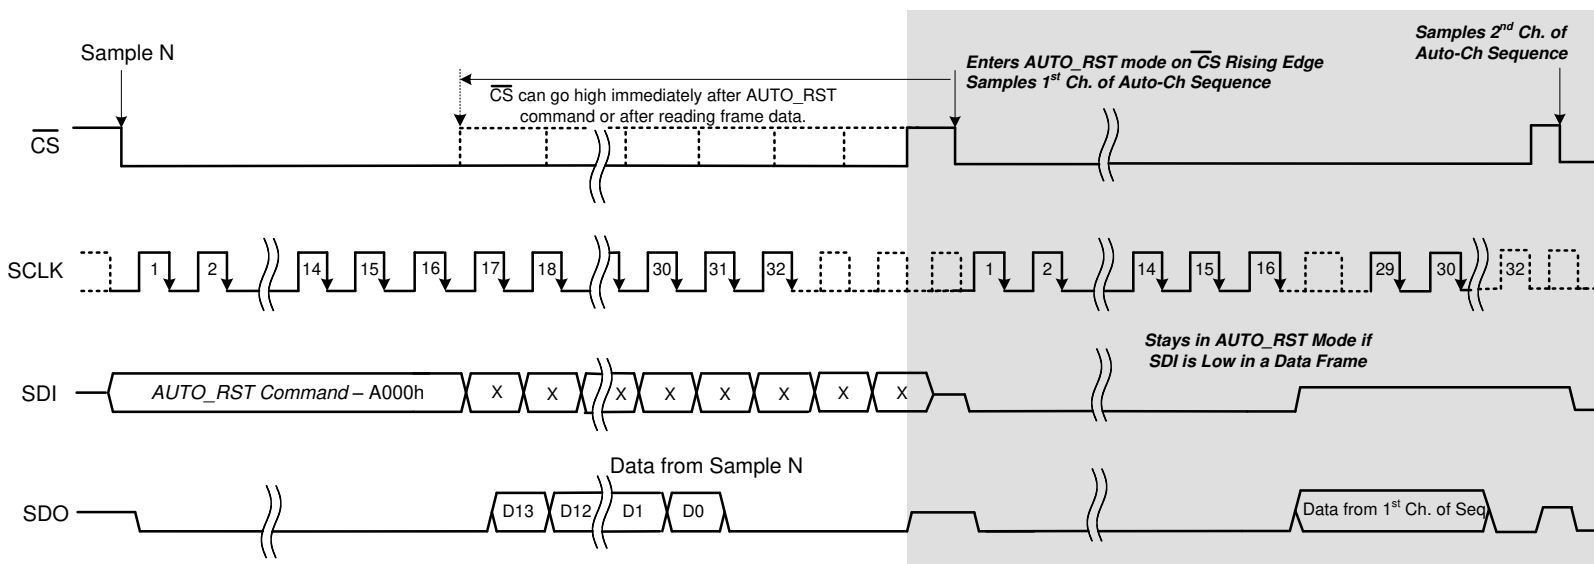 Sample N
Enters AUTO_RST mode on CS Rising Edge
Samples 1st Ch. of Auto-Ch Sequence
Samples 2nd Ch. of
Auto-Ch Sequence
CS can go high immediately after AUTO_RST
command or after reading frame data.
CS
SCLK
1 2 14 15 16 17 18 30 31 32 1 2 14 15 16 29 30 32
Stays in AUTO_RST Mode if
SDI is Low in a Data Frame
SDI
AUTO_RST Command – A000h
X X X X X X X X
Data from Sample N
SDO
D13 D12 D1 D0
Data from 1st Ch. of Seq